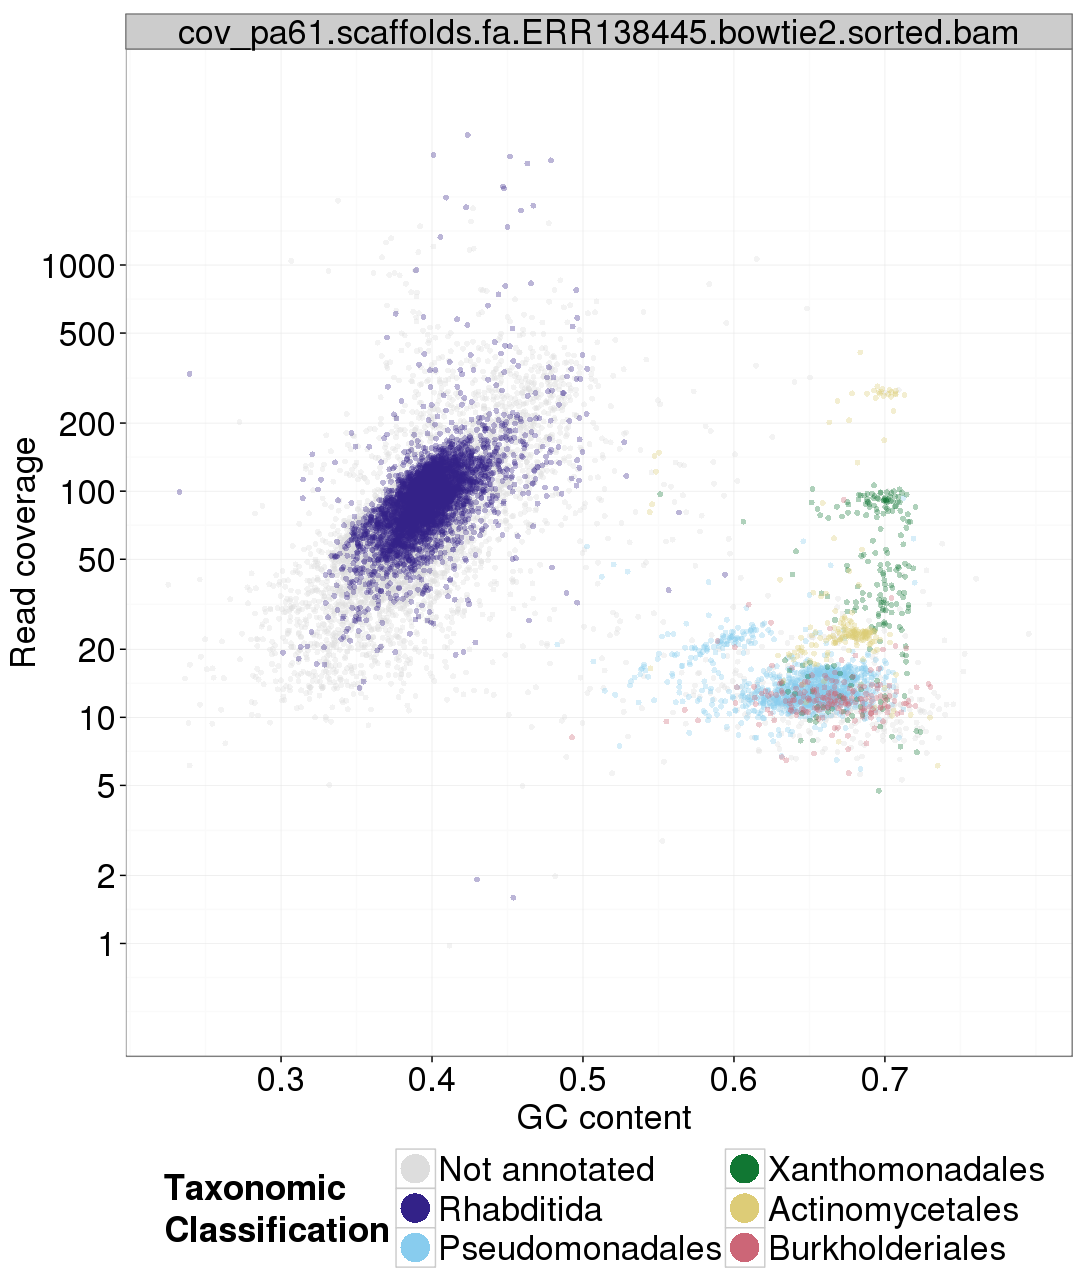 cov_pa61.scaffolds.fa.ERR138445.bowtie2.sorted.bam
Read coverage
1000
500
200
100
50
20
10
5
2
1
0.3 0.4 0.5 0.6 0.7
GC content
Taxonomic
Classification
Not annotated
Rhabditida
Pseudomonadales
Xanthomonadales
Actinomycetales
Burkholderiales